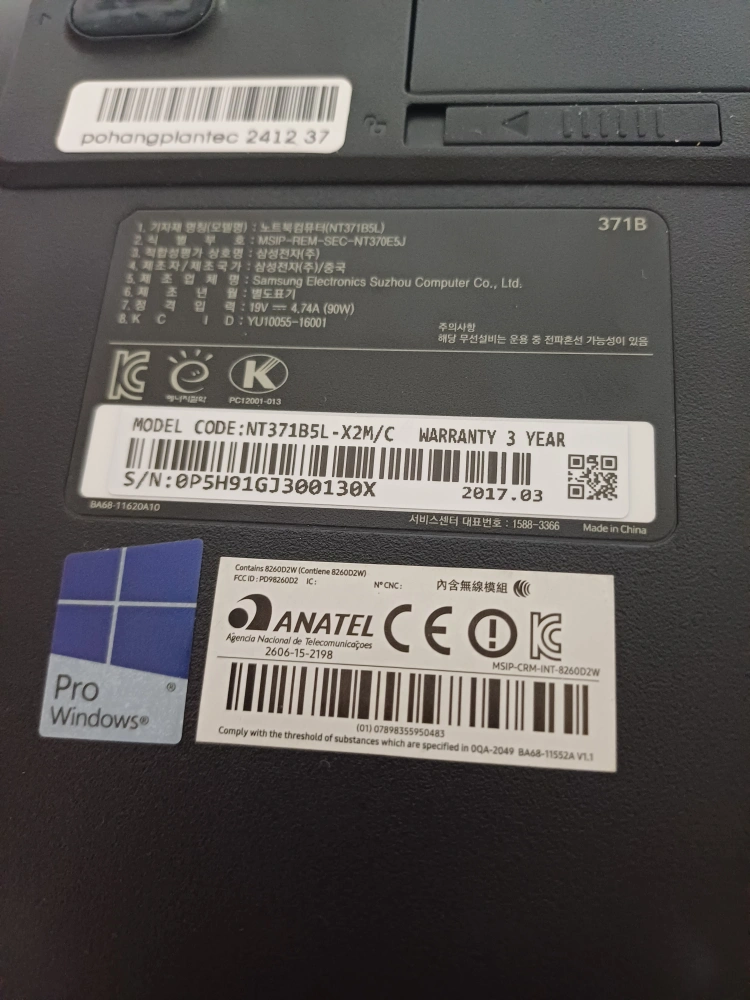 pohangplantec 2412 37
371B
1. 기자재 명칭(모델명) : 노트북컴퓨터(NT371B5L)
2. 식 별 부 호 : MSIP-REM-SEC-NT370E5J
3. 적합성평가 상호명 : 삼성전자(주)
4. 제조자/제조국가 : 삼성전자(주)/중국
5. 제 조 업 체 명 : Samsung Electronics Suzhou Computer Co., Ltd.
6. 제 조 년 월 : 별도표기
7. 정 격 입 력 : 19V ⎓ 4.74A (90W)
8. K C I D : YU10055-16001
주의사항
해당 무선설비는 운용 중 전파혼선 가능성이 있음
에너지절약
K
PC12001-013
MODEL CODE:NT371B5L-X2M/C WARRANTY 3 YEAR
S/N:0P5H91GJ300130X 2017.03
BA68-11620A10
서비스센터 대표번호 : 1588-3366 Made in China
Pro
Windows®
Contains 8260D2W (Contiene 8260D2W)
FCC ID : PD98260D2 IC : N° CNC : 內含無線模組
ANATEL
Agência Nacional de Telecomunicações
2606-15-2198
CE
MSIP-CRM-INT-8260D2W
(01) 07898355950483
Comply with the threshold of substances which are specified in 0QA-2049 BA68-11552A V1.1